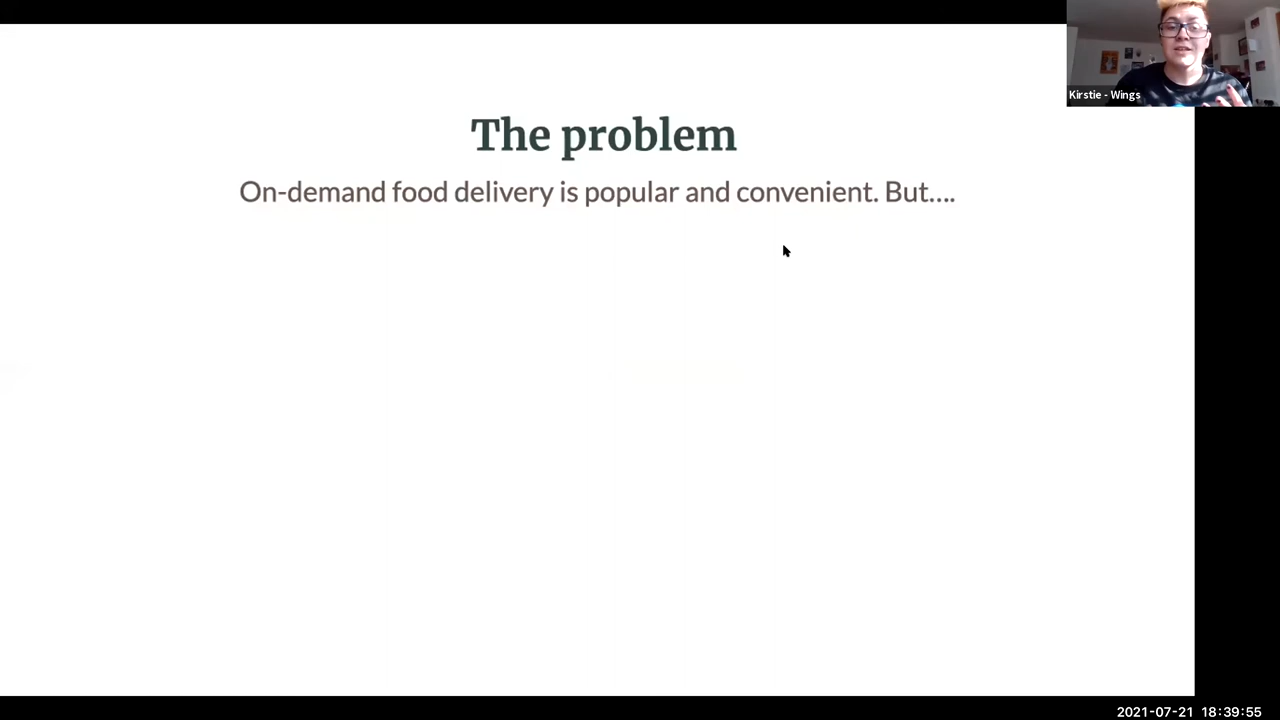 Kirstie - Wings
The problem
On-demand food delivery is popular and convenient. But....
2021-07-21 18:39:55